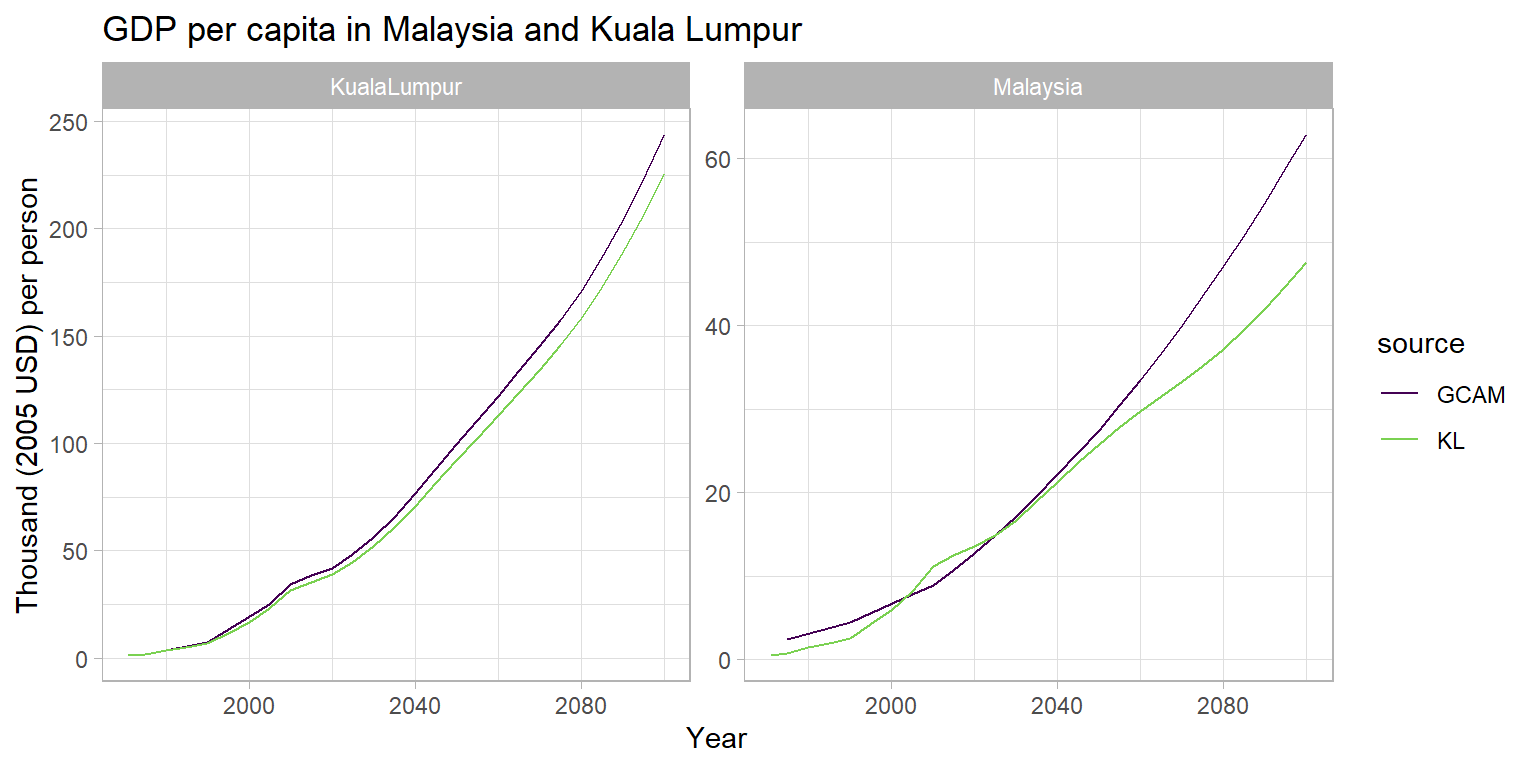 GDP per capita in Malaysia and Kuala Lumpur
KualaLumpur
Malaysia
Thousand (2005 USD) per person
250
200
150
100
50
0
60
40
20
0
2000
2040
2080
2000
2040
2080
Year
source
GCAM
KL